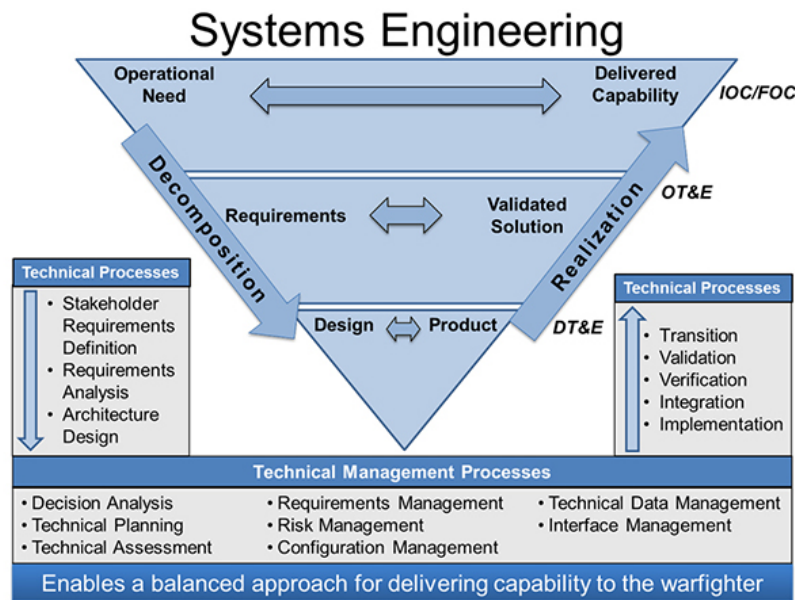 Systems Engineering
Operational
Need
Delivered
Capability
IOC/FOC
Decomposition
Realization
OT&E
Requirements
Validated
Solution
Design
Product
DT&E
Technical Processes
• Stakeholder
Requirements
Definition
• Requirements
Analysis
• Architecture
Design
Technical Processes
• Transition
• Validation
• Verification
• Integration
• Implementation
Technical Management Processes
• Decision Analysis
• Technical Planning
• Technical Assessment
• Requirements Management
• Risk Management
• Configuration Management
• Technical Data Management
• Interface Management
Enables a balanced approach for delivering capability to the warfighter